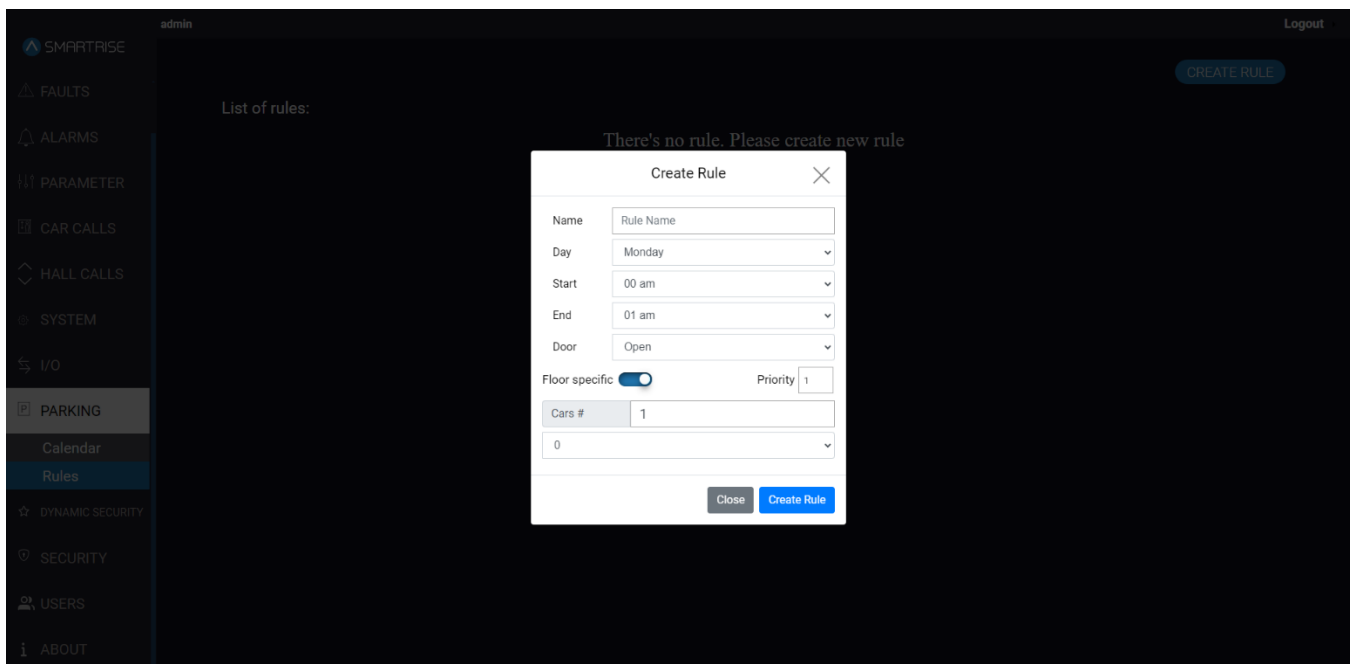 admin
Logout
SMARTRISE
FAULTS
ALARMS
PARAMETER
CAR CALLS
HALL CALLS
SYSTEM
I/O
P PARKING
Calendar
Rules
DYNAMIC SECURITY
SECURITY
USERS
i ABOUT
CREATE RULE
List of rules:
There's no rule. Please create new rule
Create Rule
Name Rule Name
Day Monday
Start 00 am
End 01 am
Door Open
Floor specific Priority 1
Cars # 1
0
Close Create Rule